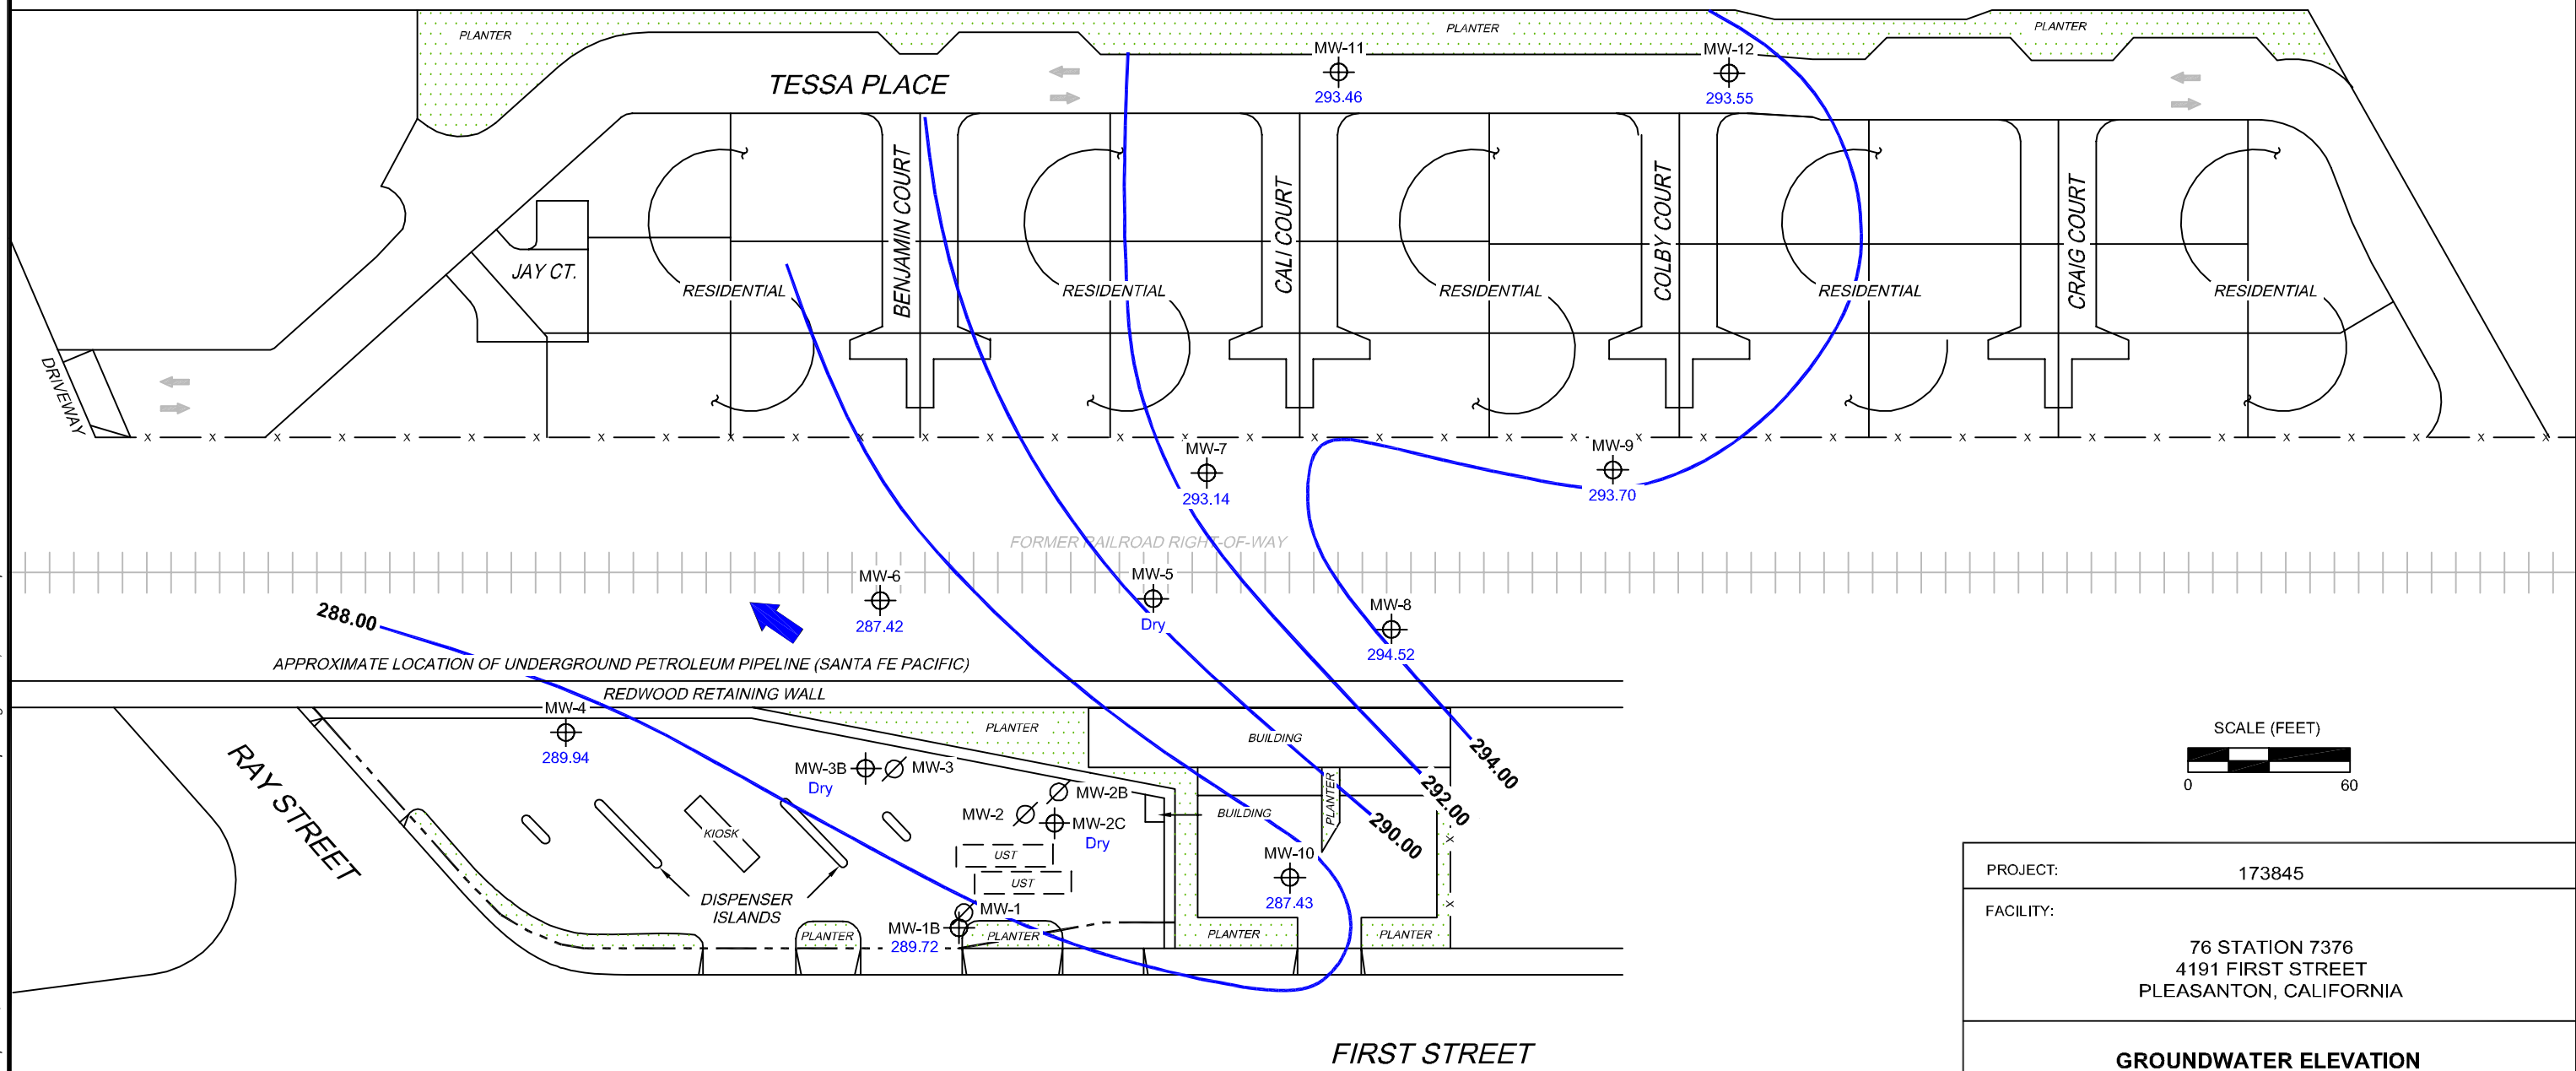 PLANTER
PLANTER
PLANTER
TESSA PLACE
MW-11
293.46
MW-12
293.55
BENJAMIN COURT
CALI COURT
COLBY COURT
CRAIG COURT
JAY CT.
RESIDENTIAL
RESIDENTIAL
RESIDENTIAL
RESIDENTIAL
RESIDENTIAL
DRIVEWAY
MW-7
293.14
MW-9
293.70
FORMER RAILROAD RIGHT-OF-WAY
MW-6
287.42
MW-5
Dry
MW-8
294.52
288.00
APPROXIMATE LOCATION OF UNDERGROUND PETROLEUM PIPELINE (SANTA FE PACIFIC)
REDWOOD RETAINING WALL
MW-4
289.94
PLANTER
BUILDING
294.00
292.00
290.00
SCALE (FEET)
0 60
RAY STREET
MW-3B
Dry
MW-3
MW-2B
MW-2
MW-2C
Dry
BUILDING
PLANTER
KIOSK
UST
UST
DISPENSER
ISLANDS
MW-10
287.43
MW-1
MW-1B
289.72
PLANTER
PLANTER
PLANTER
PLANTER
FIRST STREET
PROJECT: 173845
FACILITY:
76 STATION 7376
4191 FIRST STREET
PLEASANTON, CALIFORNIA
GROUNDWATER ELEVATION